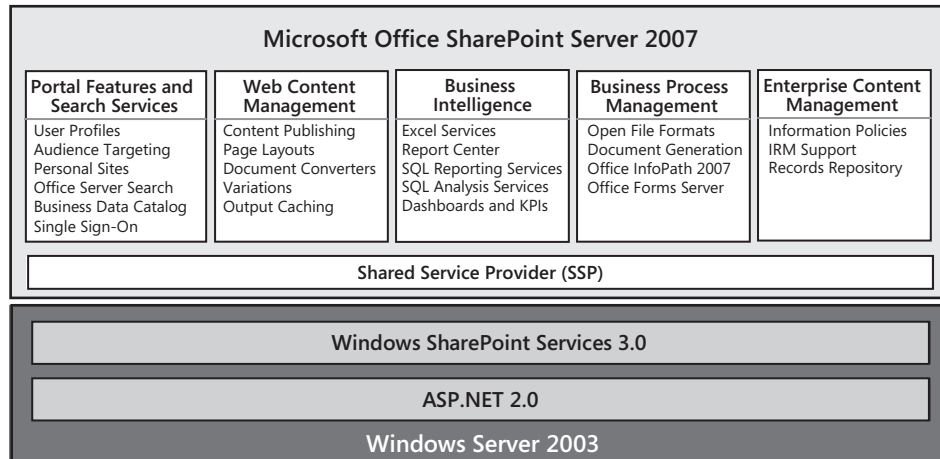 Microsoft Office SharePoint Server 2007
Portal Features and
Search Services
User Profiles
Audience Targeting
Personal Sites
Office Server Search
Business Data Catalog
Single Sign-On
Web Content
Management
Content Publishing
Page Layouts
Document Converters
Variations
Output Caching
Business
Intelligence
Excel Services
Report Center
SQL Reporting Services
SQL Analysis Services
Dashboards and KPIs
Business Process
Management
Open File Formats
Document Generation
Office InfoPath 2007
Office Forms Server
Enterprise Content
Management
Information Policies
IRM Support
Records Repository
Shared Service Provider (SSP)
Windows SharePoint Services 3.0
ASP.NET 2.0
Windows Server 2003